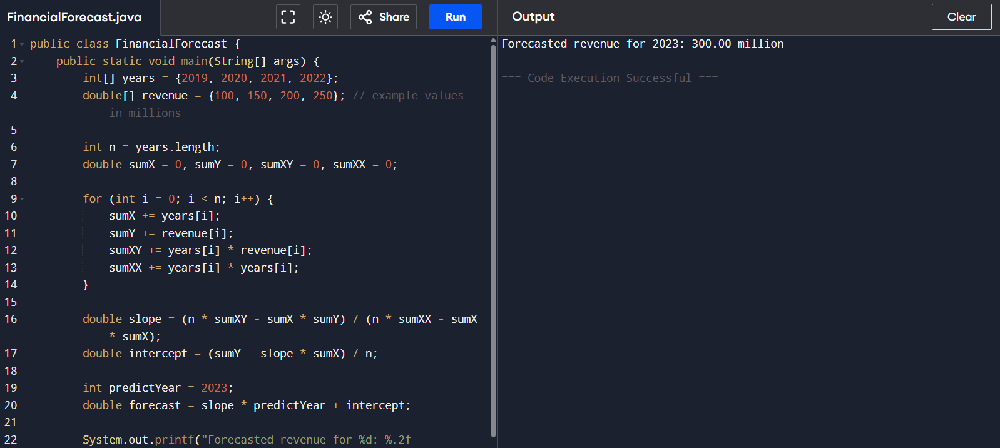 FinancialForecast.java
Share
Run
Output
Clear
1 public class FinancialForecast {
2     public static void main(String[] args) {
3         int[] years = {2019, 2020, 2021, 2022};
4         double[] revenue = {100, 150, 200, 250}; // example values
            in millions
5
6         int n = years.length;
7         double sumX = 0, sumY = 0, sumXY = 0, sumXX = 0;
8
9         for (int i = 0; i < n; i++) {
10            sumX += years[i];
11            sumY += revenue[i];
12            sumXY += years[i] * revenue[i];
13            sumXX += years[i] * years[i];
14        }
15
16        double slope = (n * sumXY - sumX * sumY) / (n * sumXX - sumX
            * sumX);
17        double intercept = (sumY - slope * sumX) / n;
18
19        int predictYear = 2023;
20        double forecast = slope * predictYear + intercept;
21
22        System.out.printf("Forecasted revenue for %d: %.2f
Forecasted revenue for 2023: 300.00 million
=== Code Execution Successful ===